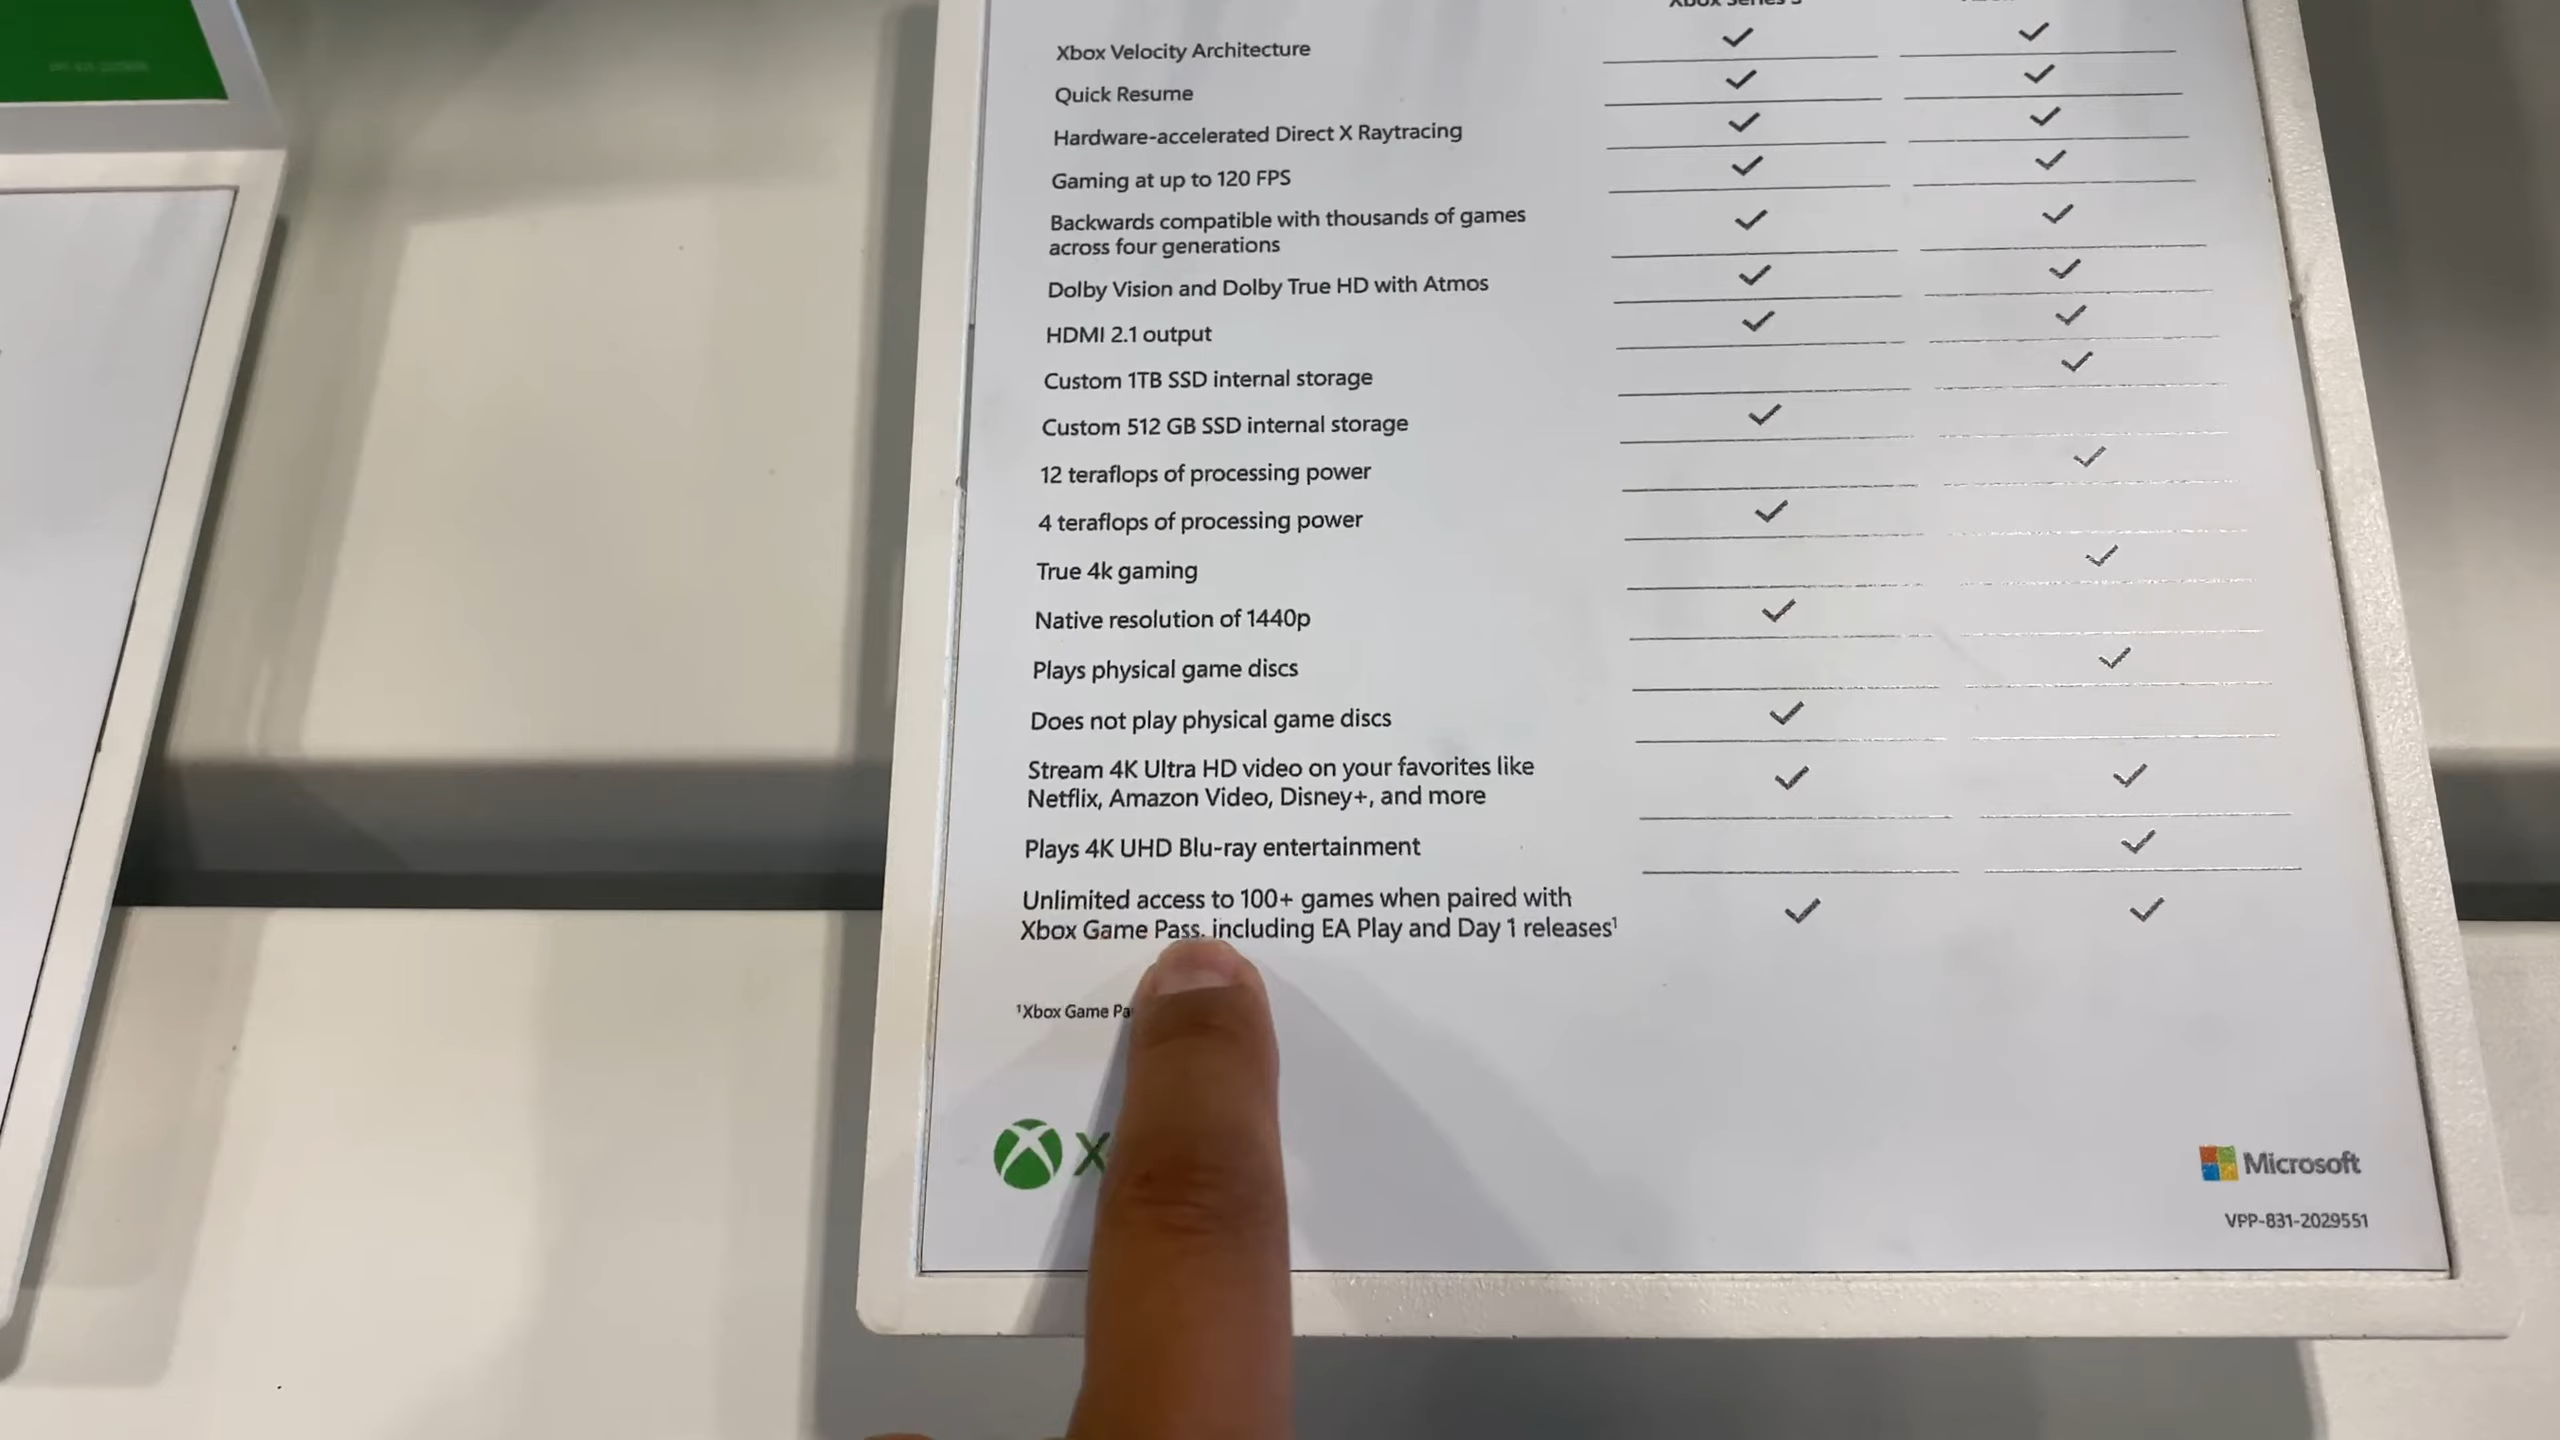 Xbox Series S
Xbox Velocity Architecture
Quick Resume
Hardware-accelerated Direct X Raytracing
Gaming at up to 120 FPS
Backwards compatible with thousands of games
across four generations
Dolby Vision and Dolby True HD with Atmos
HDMI 2.1 output
Custom 1TB SSD internal storage
Custom 512 GB SSD internal storage
12 teraflops of processing power
4 teraflops of processing power
True 4k gaming
Native resolution of 1440p
Plays physical game discs
Does not play physical game discs
Stream 4K Ultra HD video on your favorites like
Netflix, Amazon Video, Disney+, and more
Plays 4K UHD Blu-ray entertainment
Unlimited access to 100+ games when paired with
Xbox Game Pass, including EA Play and Day 1 releases¹
¹Xbox Game Pa
X
Microsoft
VPP-831-2029551